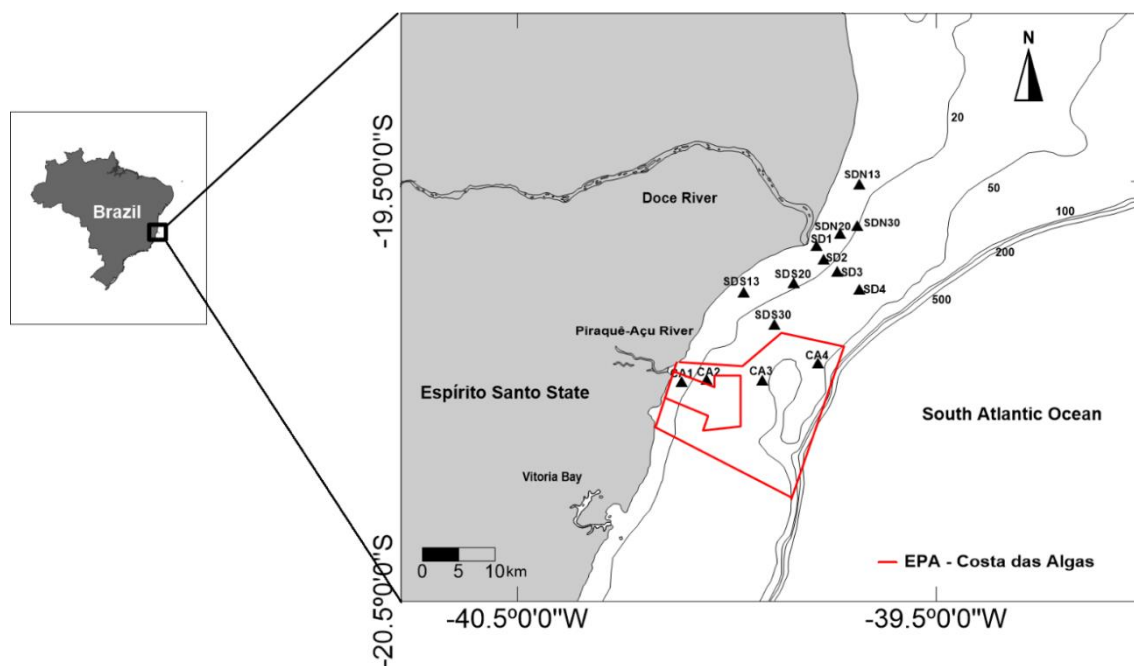 N
20
-19.5º0'0"S
SDN13
50
Doce River
SDN20
SDN30
100
Brazil
SD1
200
SD2
SD3
SDS20
500
SDS13
SD4
SDS30
Piraquê-Açu River
CA4
CA1
CA2
CA3
Espírito Santo State
South Atlantic Ocean
Vitoria Bay
0 5 10 km
EPA - Costa das Algas
-20.5º0'0"S
-40.5º0'0"W
-39.5º0'0"W